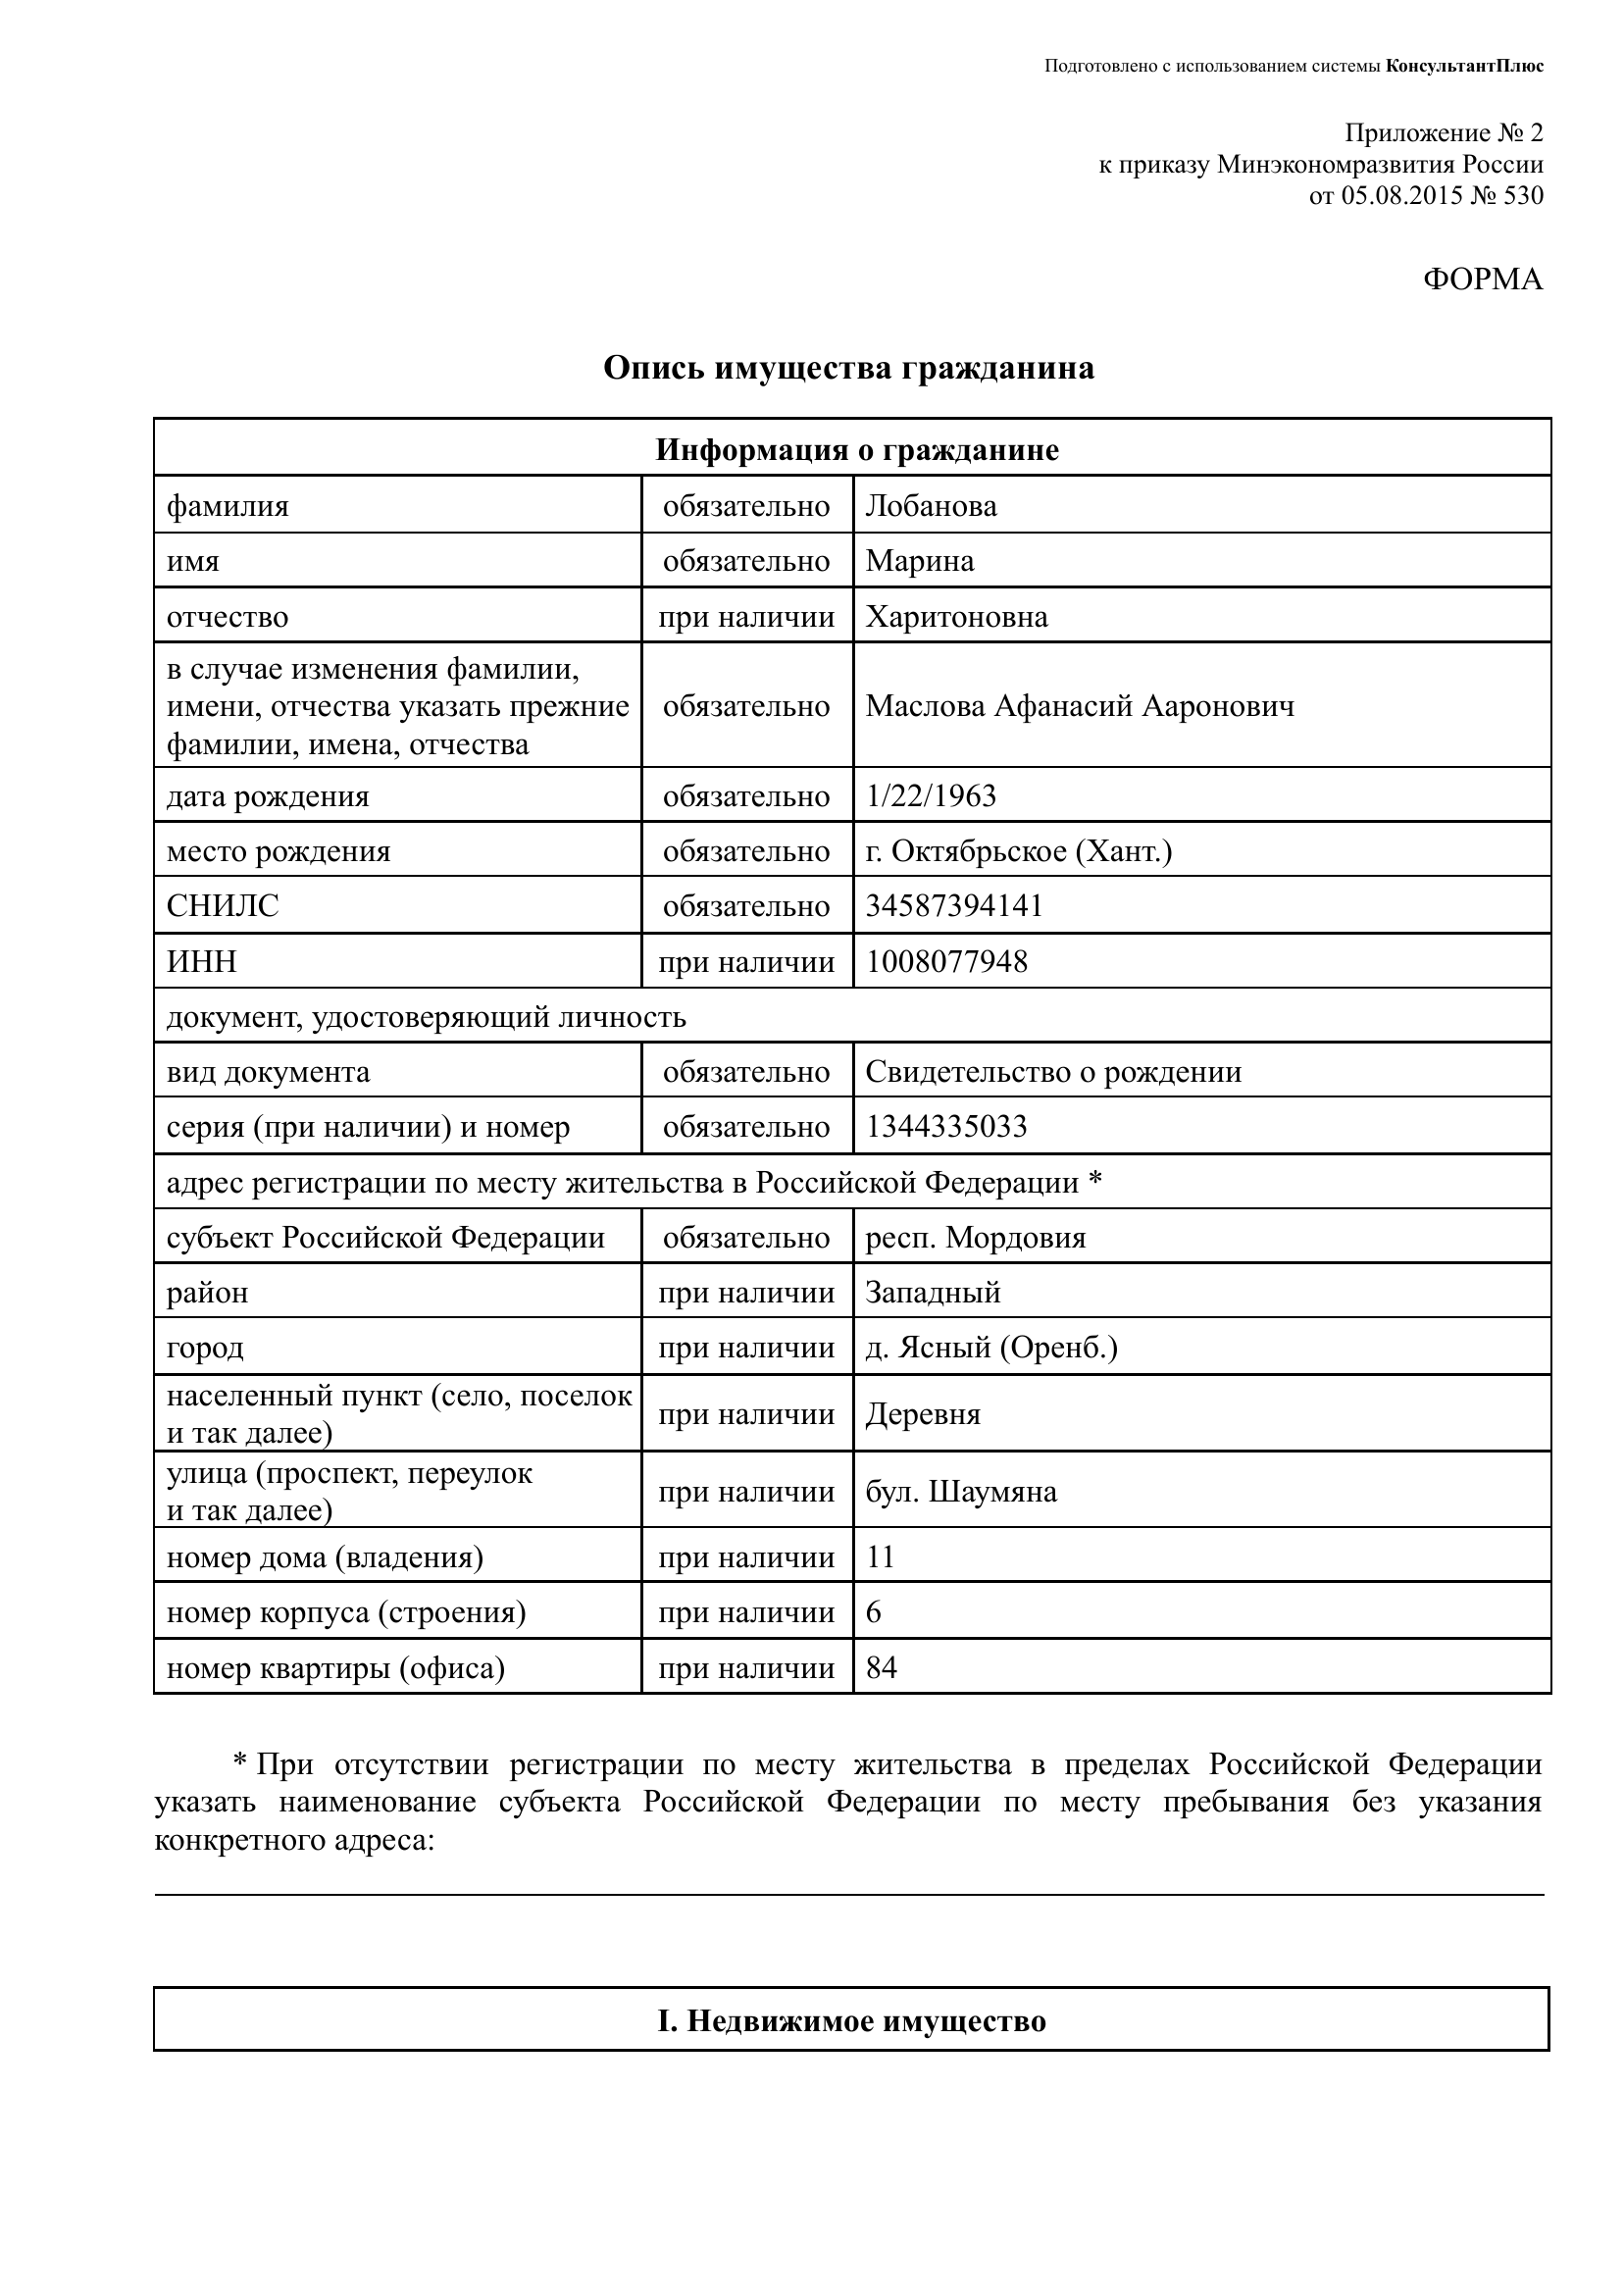 Подготовлено с использованием системы КонсультантПлюс
Приложение № 2
к приказу Минэкономразвития России
от 05.08.2015 № 530
ФОРМА
Опись имущества гражданина
Информация о гражданине
фамилия обязательно Лобанова
имя обязательно Марина
отчество при наличии Харитоновна
в случае изменения фамилии,
имени, отчества указать прежние обязательно Маслова Афанасий Ааронович
фамилии, имена, отчества
дата рождения обязательно 1/22/1963
место рождения обязательно г. Октябрьское (Хант.)
СНИЛС обязательно 34587394141
ИНН при наличии 1008077948
документ, удостоверяющий личность
вид документа обязательно Свидетельство о рождении
серия (при наличии) и номер обязательно 1344335033
адрес регистрации по месту жительства в Российской Федерации *
субъект Российской Федерации обязательно респ. Мордовия
район при наличии Западный
город при наличии д. Ясный (Оренб.)
населенный пункт (село, поселок
и так далее) при наличии Деревня
улица (проспект, переулок
и так далее) при наличии бул. Шаумяна
номер дома (владения) при наличии 11
номер корпуса (строения) при наличии 6
номер квартиры (офиса) при наличии 84
* При отсутствии регистрации по месту жительства в пределах Российской Федерации
указать наименование субъекта Российской Федерации по месту пребывания без указания
конкретного адреса:
I. Недвижимое имущество